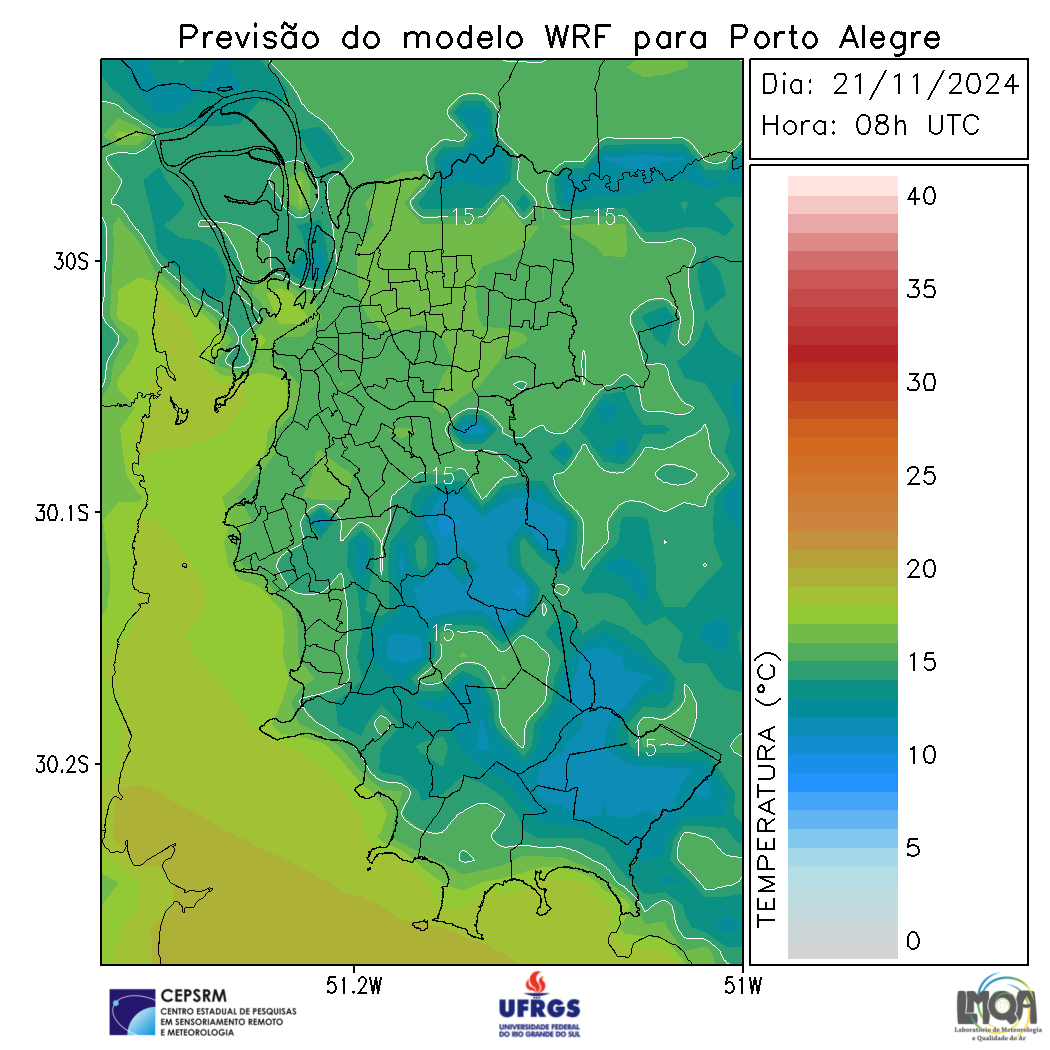 Previsão do modelo WRF para Porto Alegre
Dia: 21/11/2024
Hora: 08h UTC
30S
30.1S
30.2S
51.2W
51W
15
15
15
15
15
TEMPERATURA (°C)
40
35
30
25
20
15
10
5
0
CEPSRM
CENTRO ESTADUAL DE PESQUISAS
EM SENSORIAMENTO REMOTO
E METEOROLOGIA
UFRGS
UNIVERSIDADE FEDERAL
DO RIO GRANDE DO SUL
LMQA
Laboratório de Meteorologia
e Qualidade do Ar